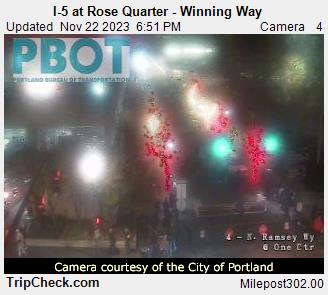 I-5 at Rose Quarter - Winning Way
Updated Nov 22 2023 6:51 PM Camera 4
PBOT
PORTLAND BUREAU OF TRANSPORTATION
4 - N. Ramsey Wy
@ One Ctr
Camera courtesy of the City of Portland
TripCheck.com Milepost302.00